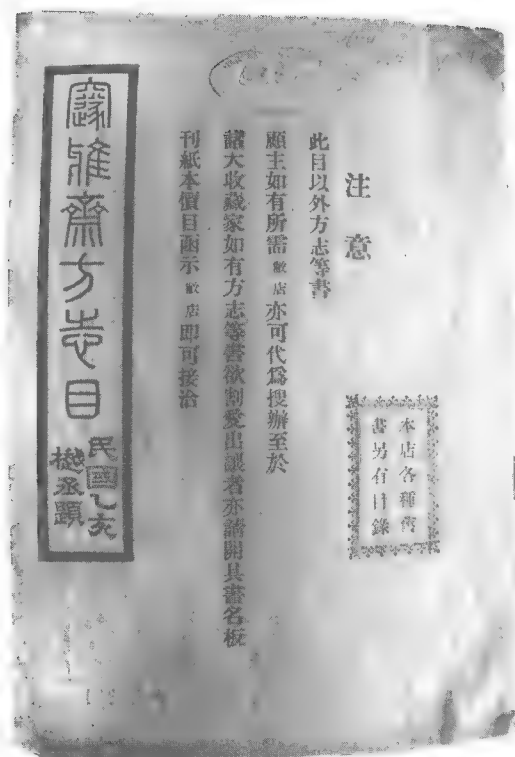 注意
此目以外方志等書
顧主如有所需敝店亦可代為搜辦至於
諸大收藏家如有方志等書欲割愛出讓者亦請開具書名板
刊紙本價目函示敝店即可接洽
本店各種舊
書另有目錄
邃雅齋方志目
民國乙亥
丞題